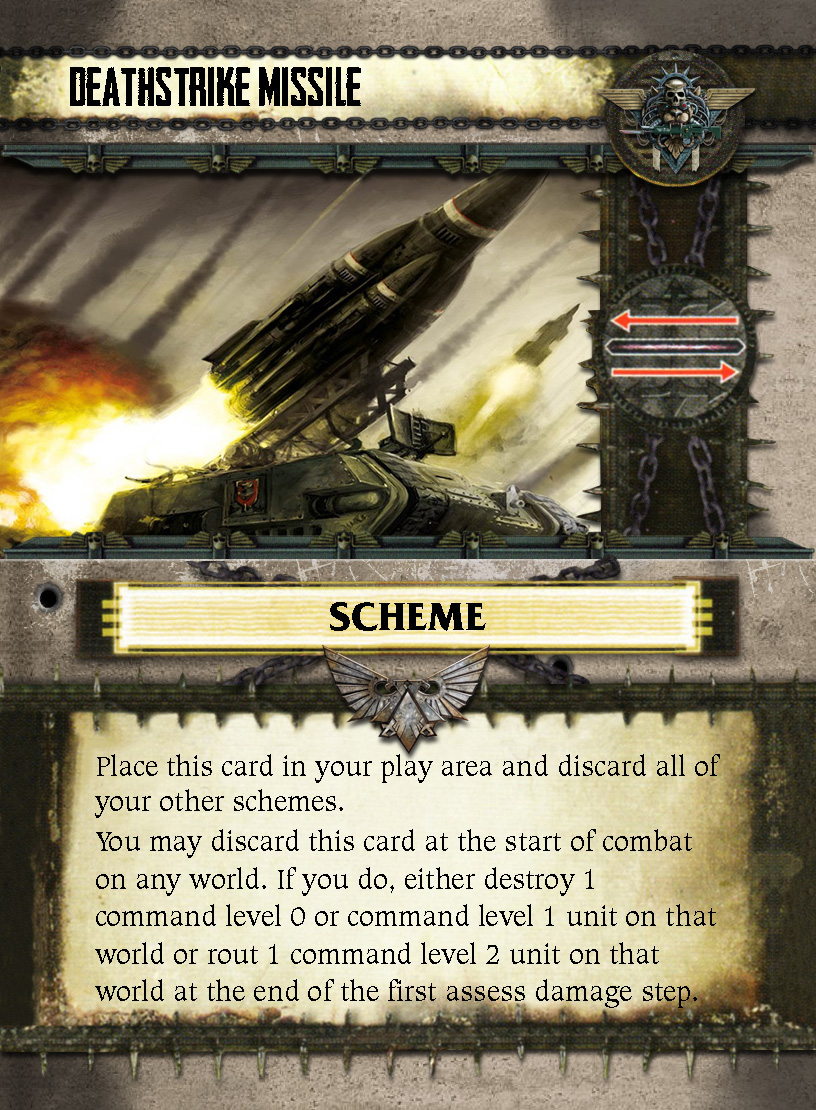 DEATHSTRIKE MISSILE
SCHEME
Place this card in your play area and discard all of
your other schemes.
You may discard this card at the start of combat
on any world. If you do, either destroy 1
command level 0 or command level 1 unit on that
world or rout 1 command level 2 unit on that
world at the end of the first assess damage step.